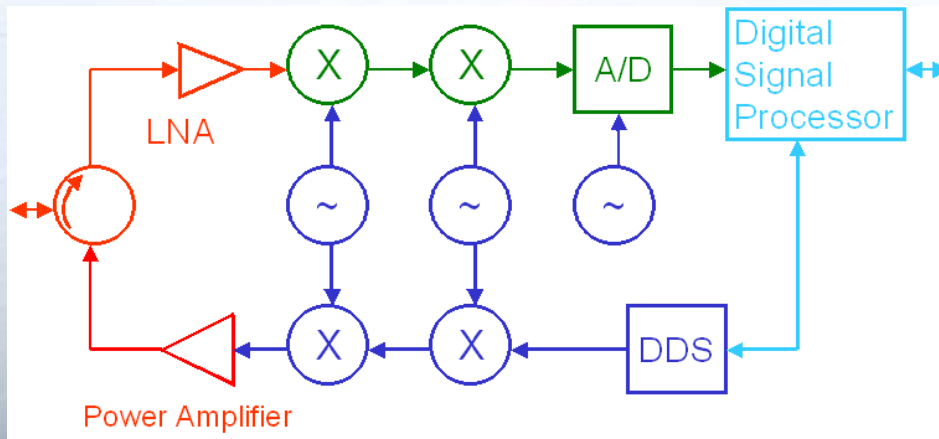 Digital
Signal
Processor
X
X
A/D
LNA
~
~
~
X
X
DDS
Power Amplifier